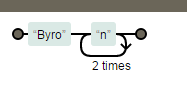 “Byro” “n”
2 times